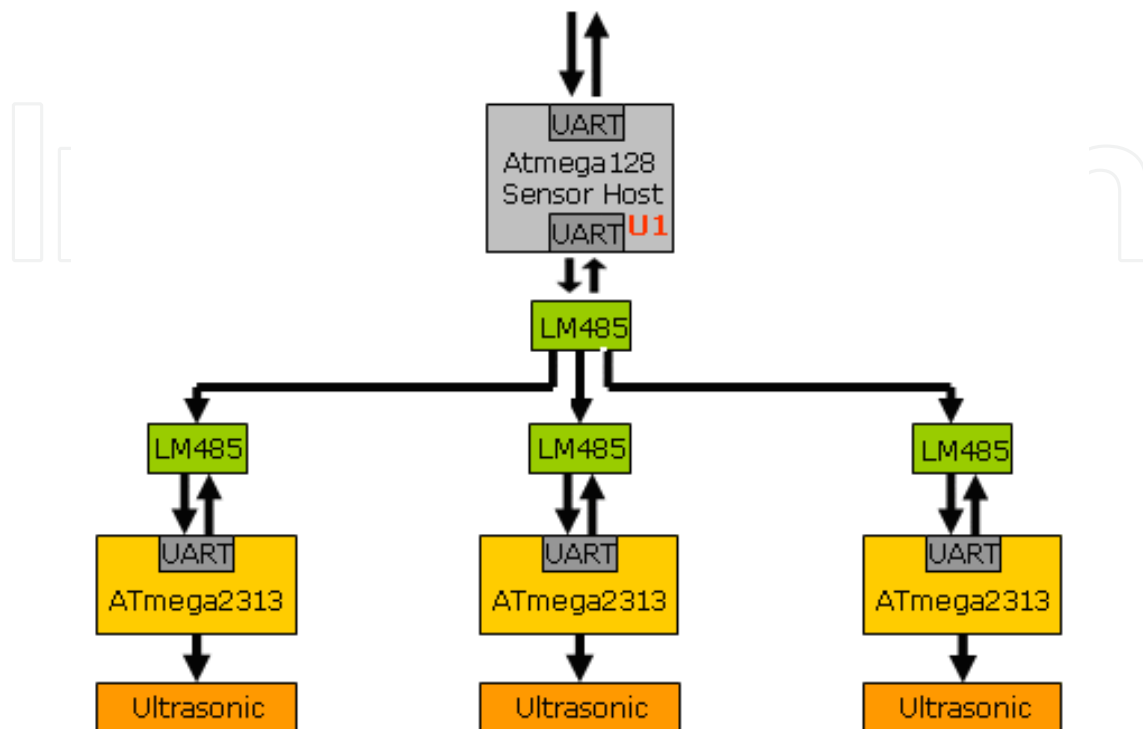 UART
Atmega128
Sensor Host
UART U1
LM485
LM485 LM485 LM485
UART UART UART
ATmega2313 ATmega2313 ATmega2313
Ultrasonic Ultrasonic Ultrasonic